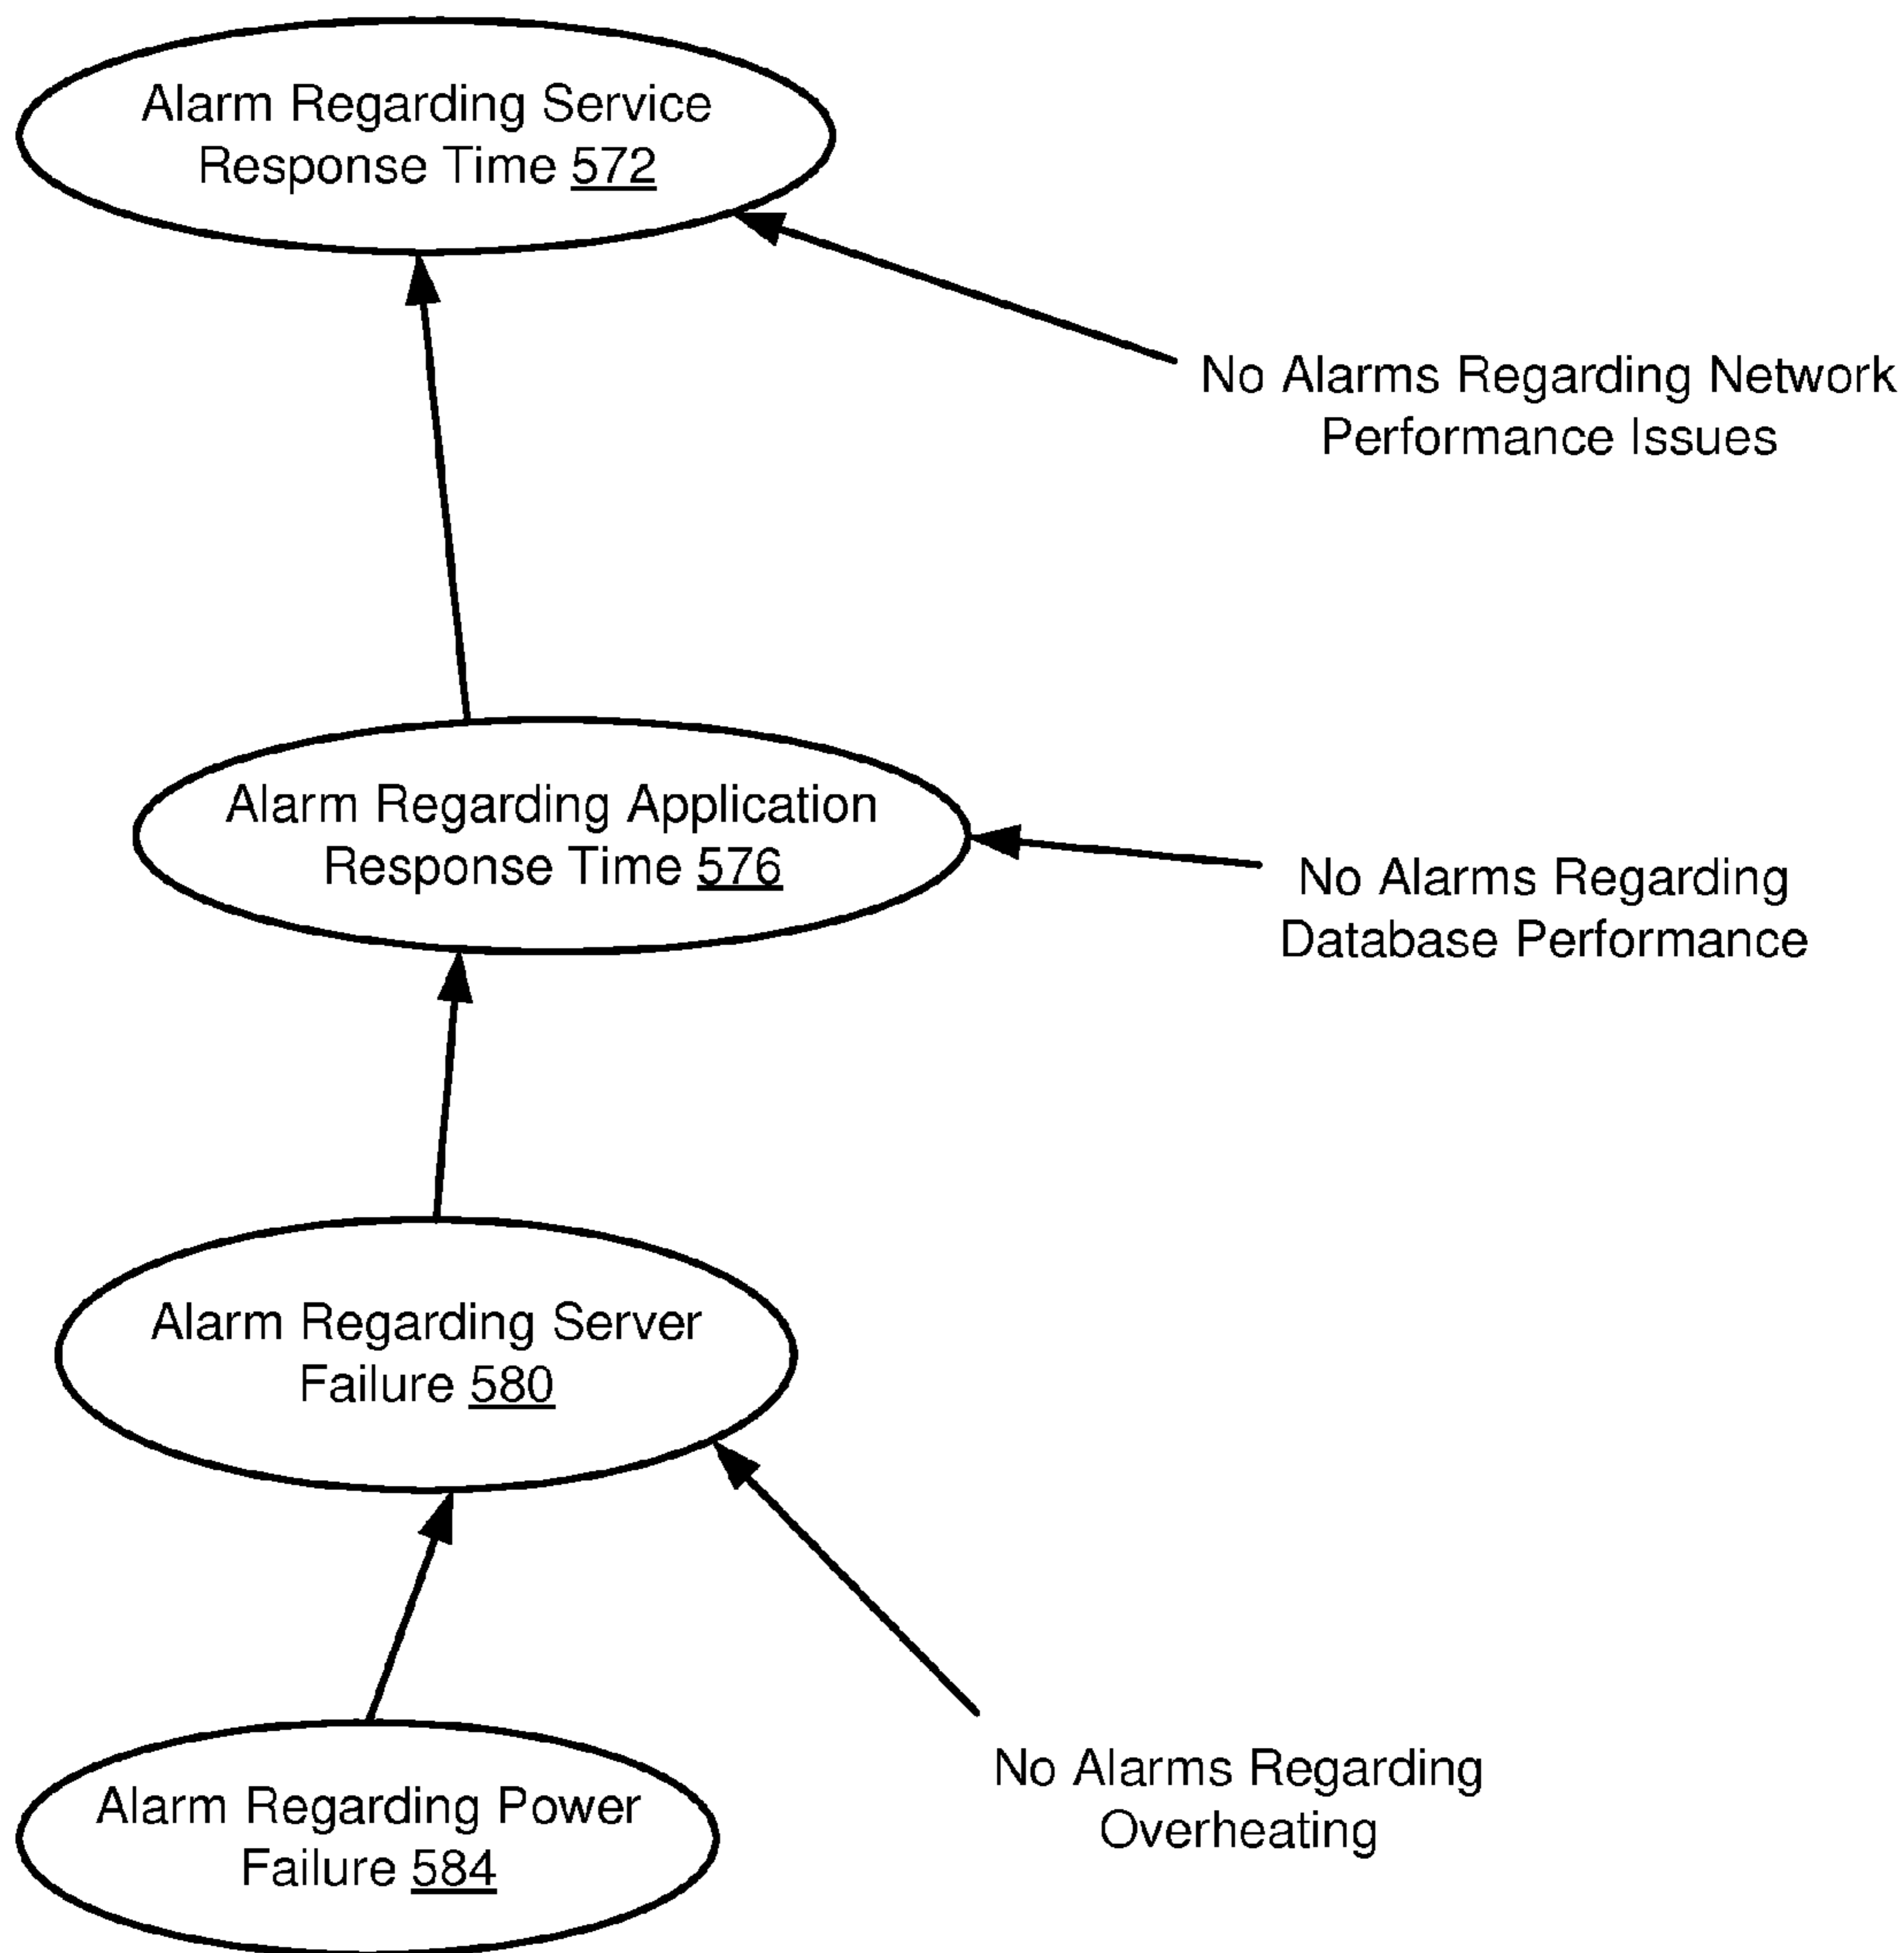 Alarm Regarding Service
Response Time 572
No Alarms Regarding Network
Performance Issues
Alarm Regarding Application
Response Time 576
No Alarms Regarding
Database Performance
Alarm Regarding Server
Failure 580
No Alarms Regarding
Overheating
Alarm Regarding Power
Failure 584